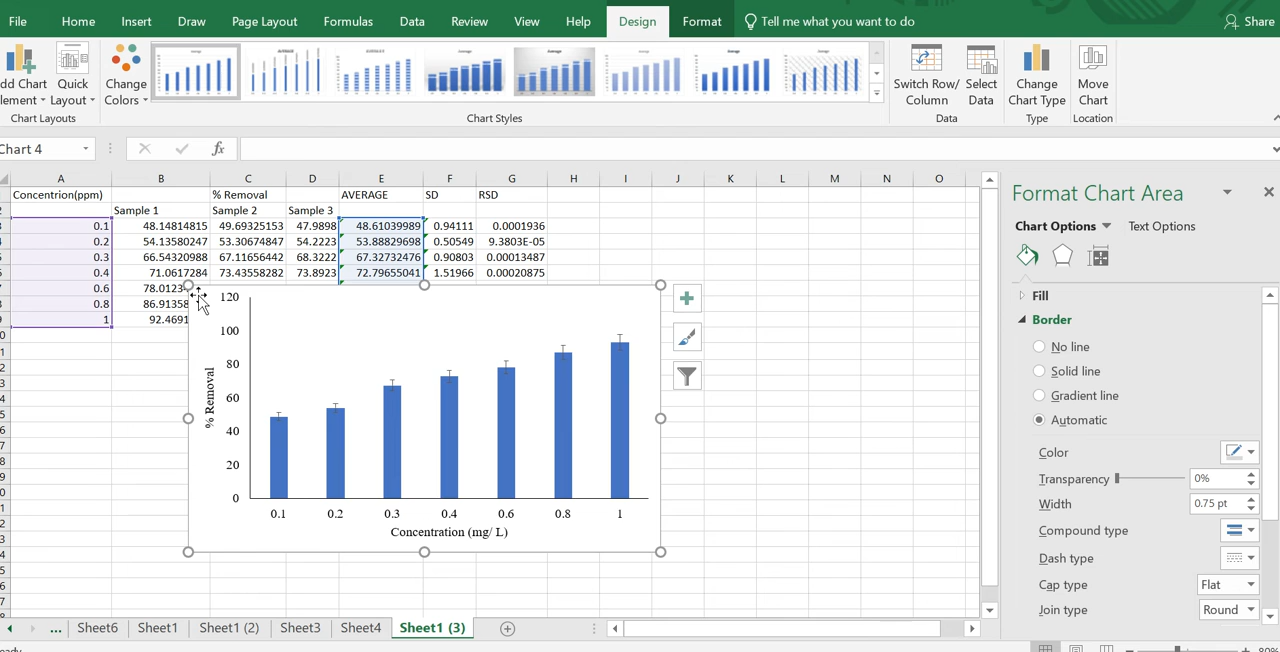 File Home Insert Draw Page Layout Formulas Data Review View Help Design Format Tell me what you want to do Share
dd Chart lement Quick Layout Change Colors Switch Row/ Column Select Data Change Chart Type Move Chart
Chart Layouts Chart Styles Data Type Location
Chart 4 fx
A B C D E F G H I J K L M N O
Concentrion(ppm) % Removal AVERAGE SD RSD
Sample 1 Sample 2 Sample 3
0.1 48.14814815 49.69325153 47.9898 48.61039989 0.94111 0.0001936
0.2 54.13580247 53.30674847 54.2223 53.88829698 0.50549 9.3803E-05
0.3 66.54320988 67.11656442 68.3222 67.32732476 0.90803 0.00013487
0.4 71.0617284 73.43558282 73.8923 72.79655041 1.51966 0.00020875
0.6 78.0123
0.8 86.91358
1 92.4691
120
100
80
60
40
20
0
% Removal
0.1 0.2 0.3 0.4 0.6 0.8 1
Concentration (mg/ L)
Format Chart Area
Chart Options Text Options
Fill
Border
No line
Solid line
Gradient line
Automatic
Color
Transparency 0%
Width 0.75 pt
Compound type
Dash type
Cap type Flat
Join type Round
... Sheet6 Sheet1 Sheet1 (2) Sheet3 Sheet4 Sheet1 (3)
80%